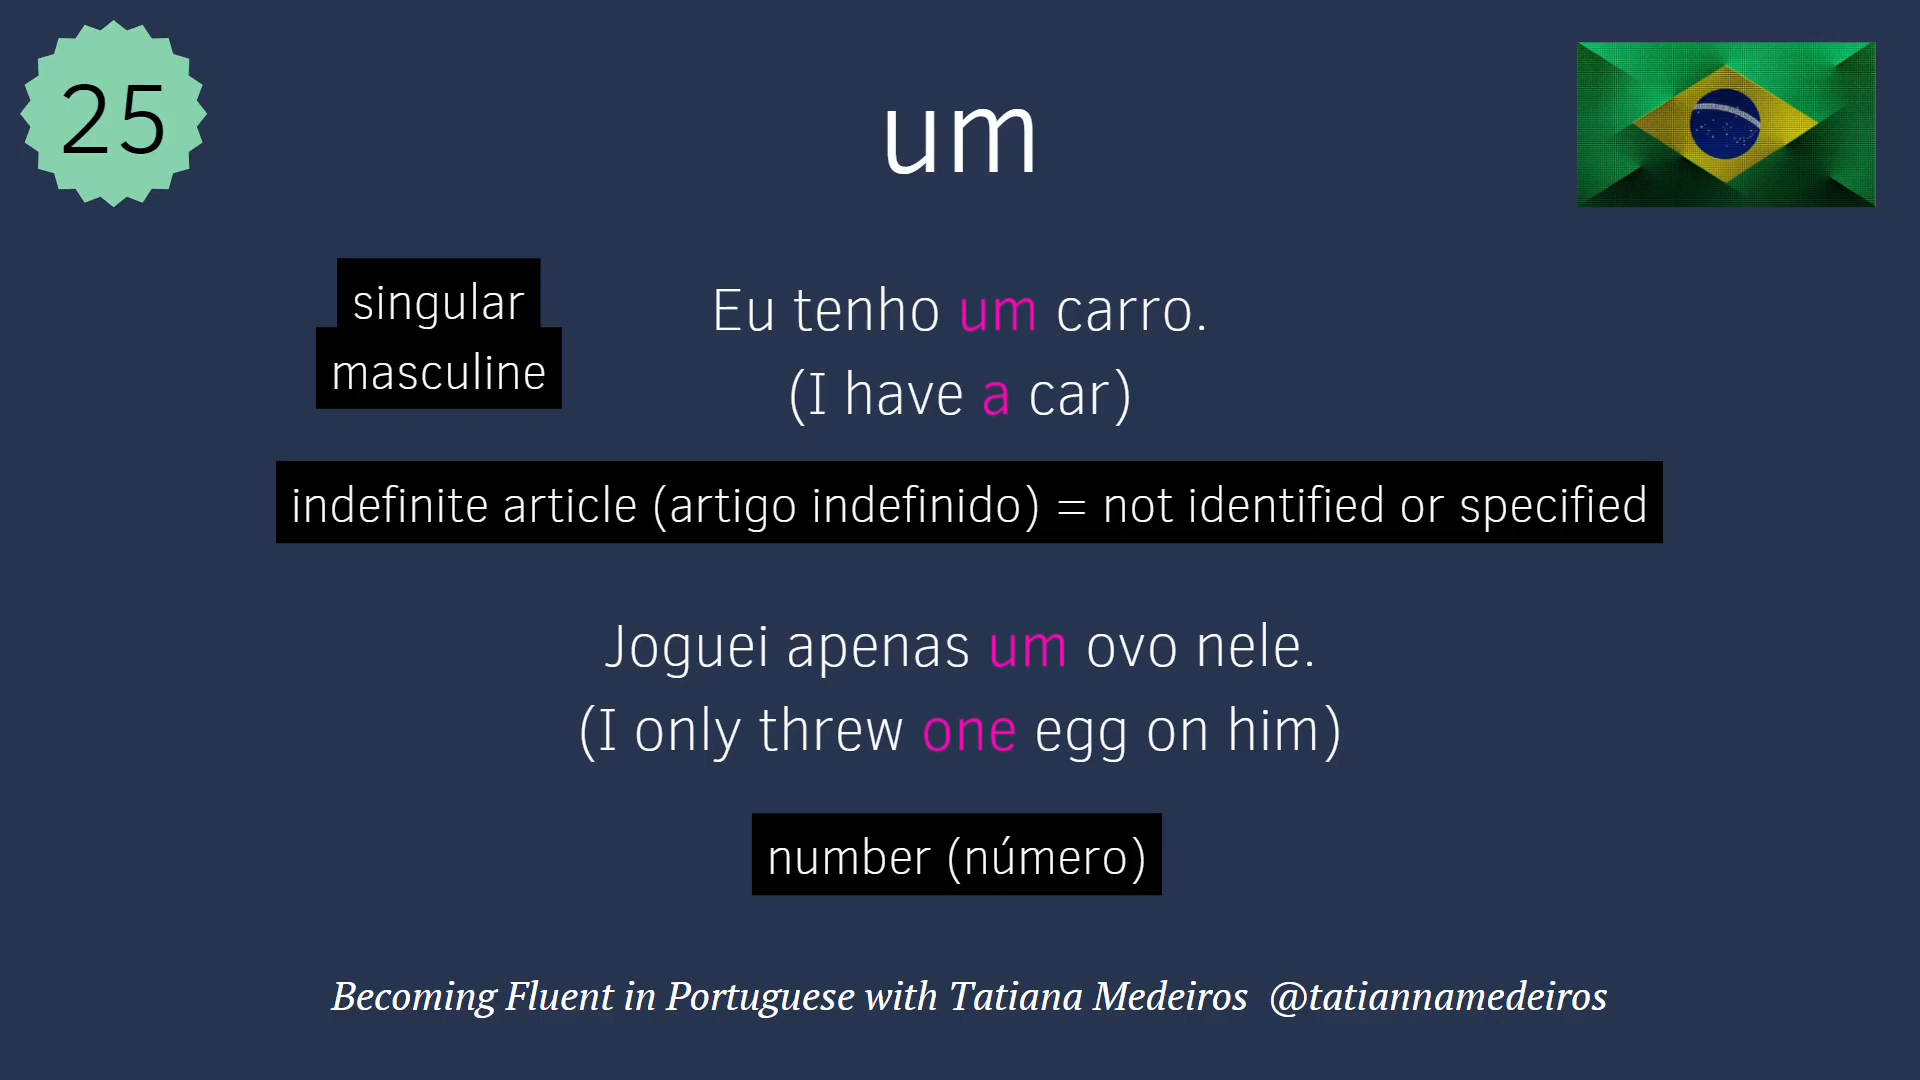 25
um
singular
masculine
Eu tenho um carro.
(I have a car)
indefinite article (artigo indefinido) = not identified or specified
Joguei apenas um ovo nele.
(I only threw one egg on him)
number (número)
Becoming Fluent in Portuguese with Tatiana Medeiros @tatiannamedeiros